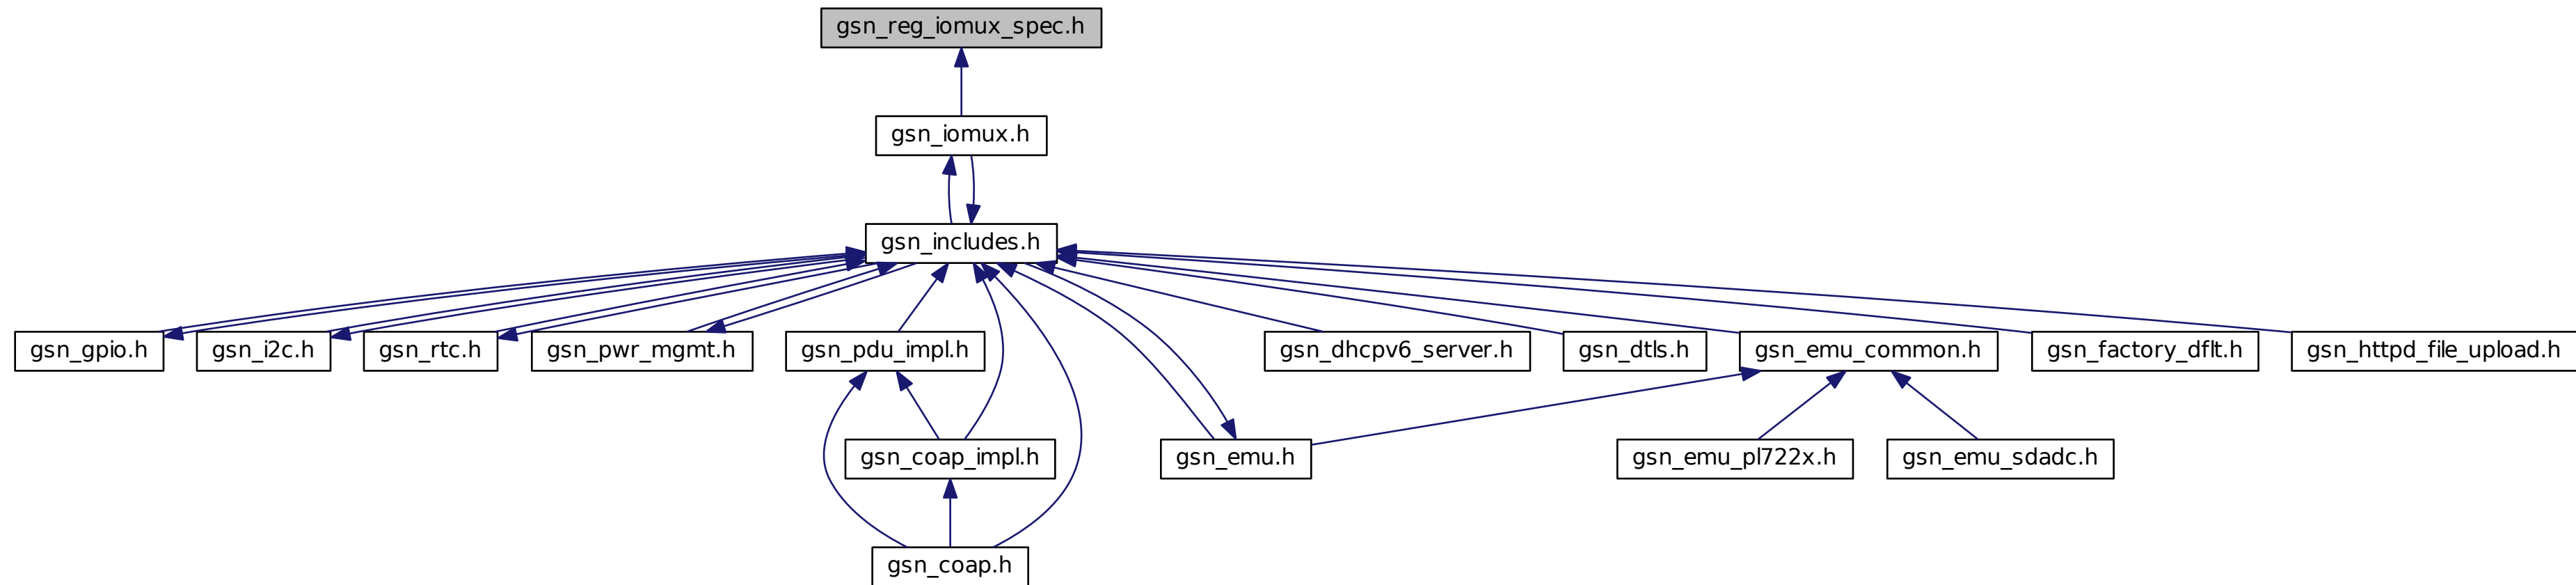 gsn_reg_iomux_spec.h
gsn_iomux.h
gsn_includes.h
gsn_gpio.h
gsn_i2c.h
gsn_rtc.h
gsn_pwr_mgmt.h
gsn_pdu_impl.h
gsn_dhcpv6_server.h
gsn_dtls.h
gsn_emu_common.h
gsn_factory_dflt.h
gsn_httpd_file_upload.h
gsn_coap_impl.h
gsn_emu.h
gsn_emu_pl722x.h
gsn_emu_sdadc.h
gsn_coap.h